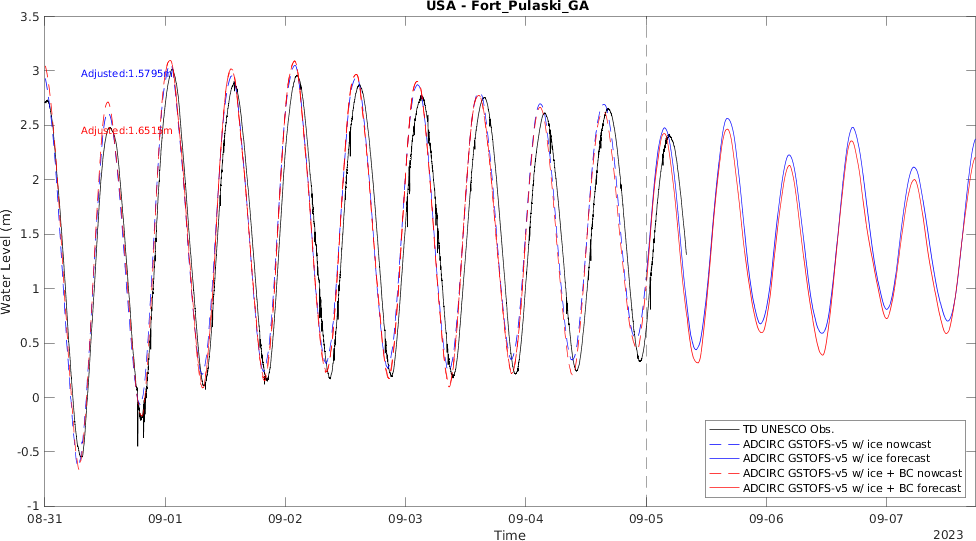 USA - Fort_Pulaski_GA
3.5
3
2.5
2
1.5
1
0.5
0
-0.5
-1
Water Level (m)
Adjusted:1.5795m
Adjusted:1.6515m
TD UNESCO Obs.
ADCIRC GSTOFS-v5 w/ ice nowcast
ADCIRC GSTOFS-v5 w/ ice forecast
ADCIRC GSTOFS-v5 w/ ice + BC nowcast
ADCIRC GSTOFS-v5 w/ ice + BC forecast
08-31 09-01 09-02 09-03 09-04 09-05 09-06 09-07
Time
2023